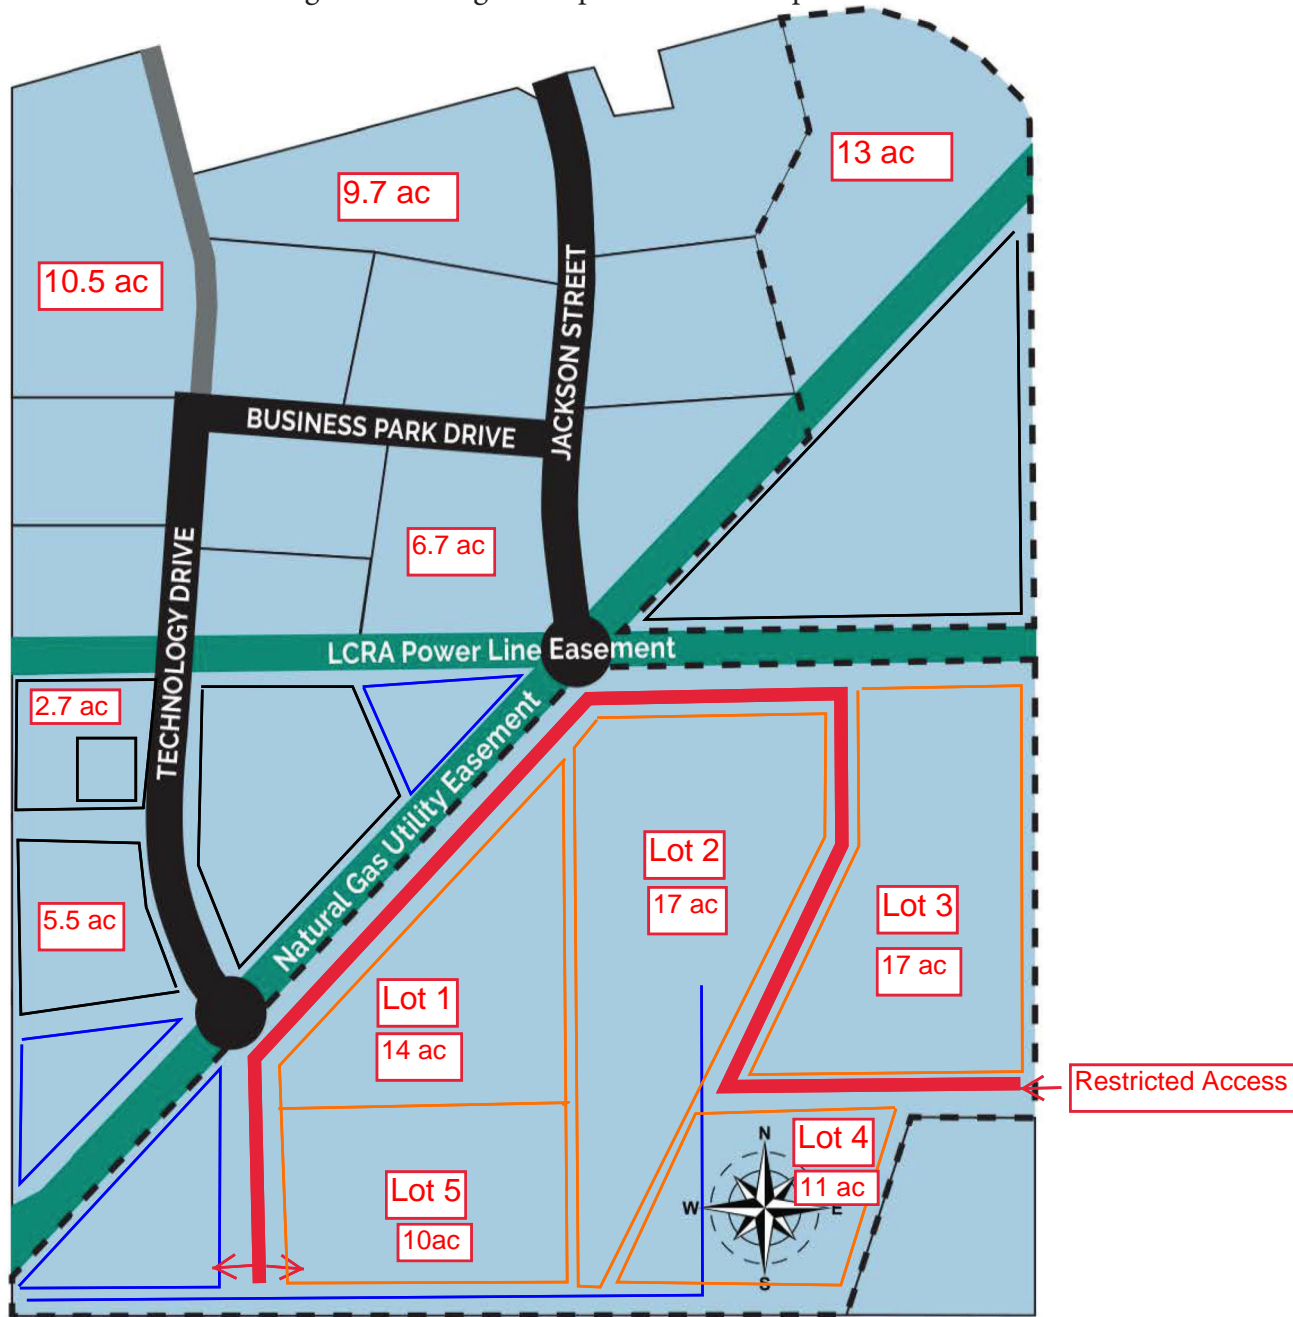 13 ac
9.7 ac
10.5 ac
JACKSON STREET
BUSINESS PARK DRIVE
6.7 ac
TECHNOLOGY DRIVE
LCRA Power Line Easement
2.7 ac
Natural Gas Utility Easement
Lot 2
17 ac
5.5 ac
Lot 3
17 ac
Lot 1
14 ac
Restricted Access
Lot 4
11 ac
N
W
E
S
Lot 5
10ac